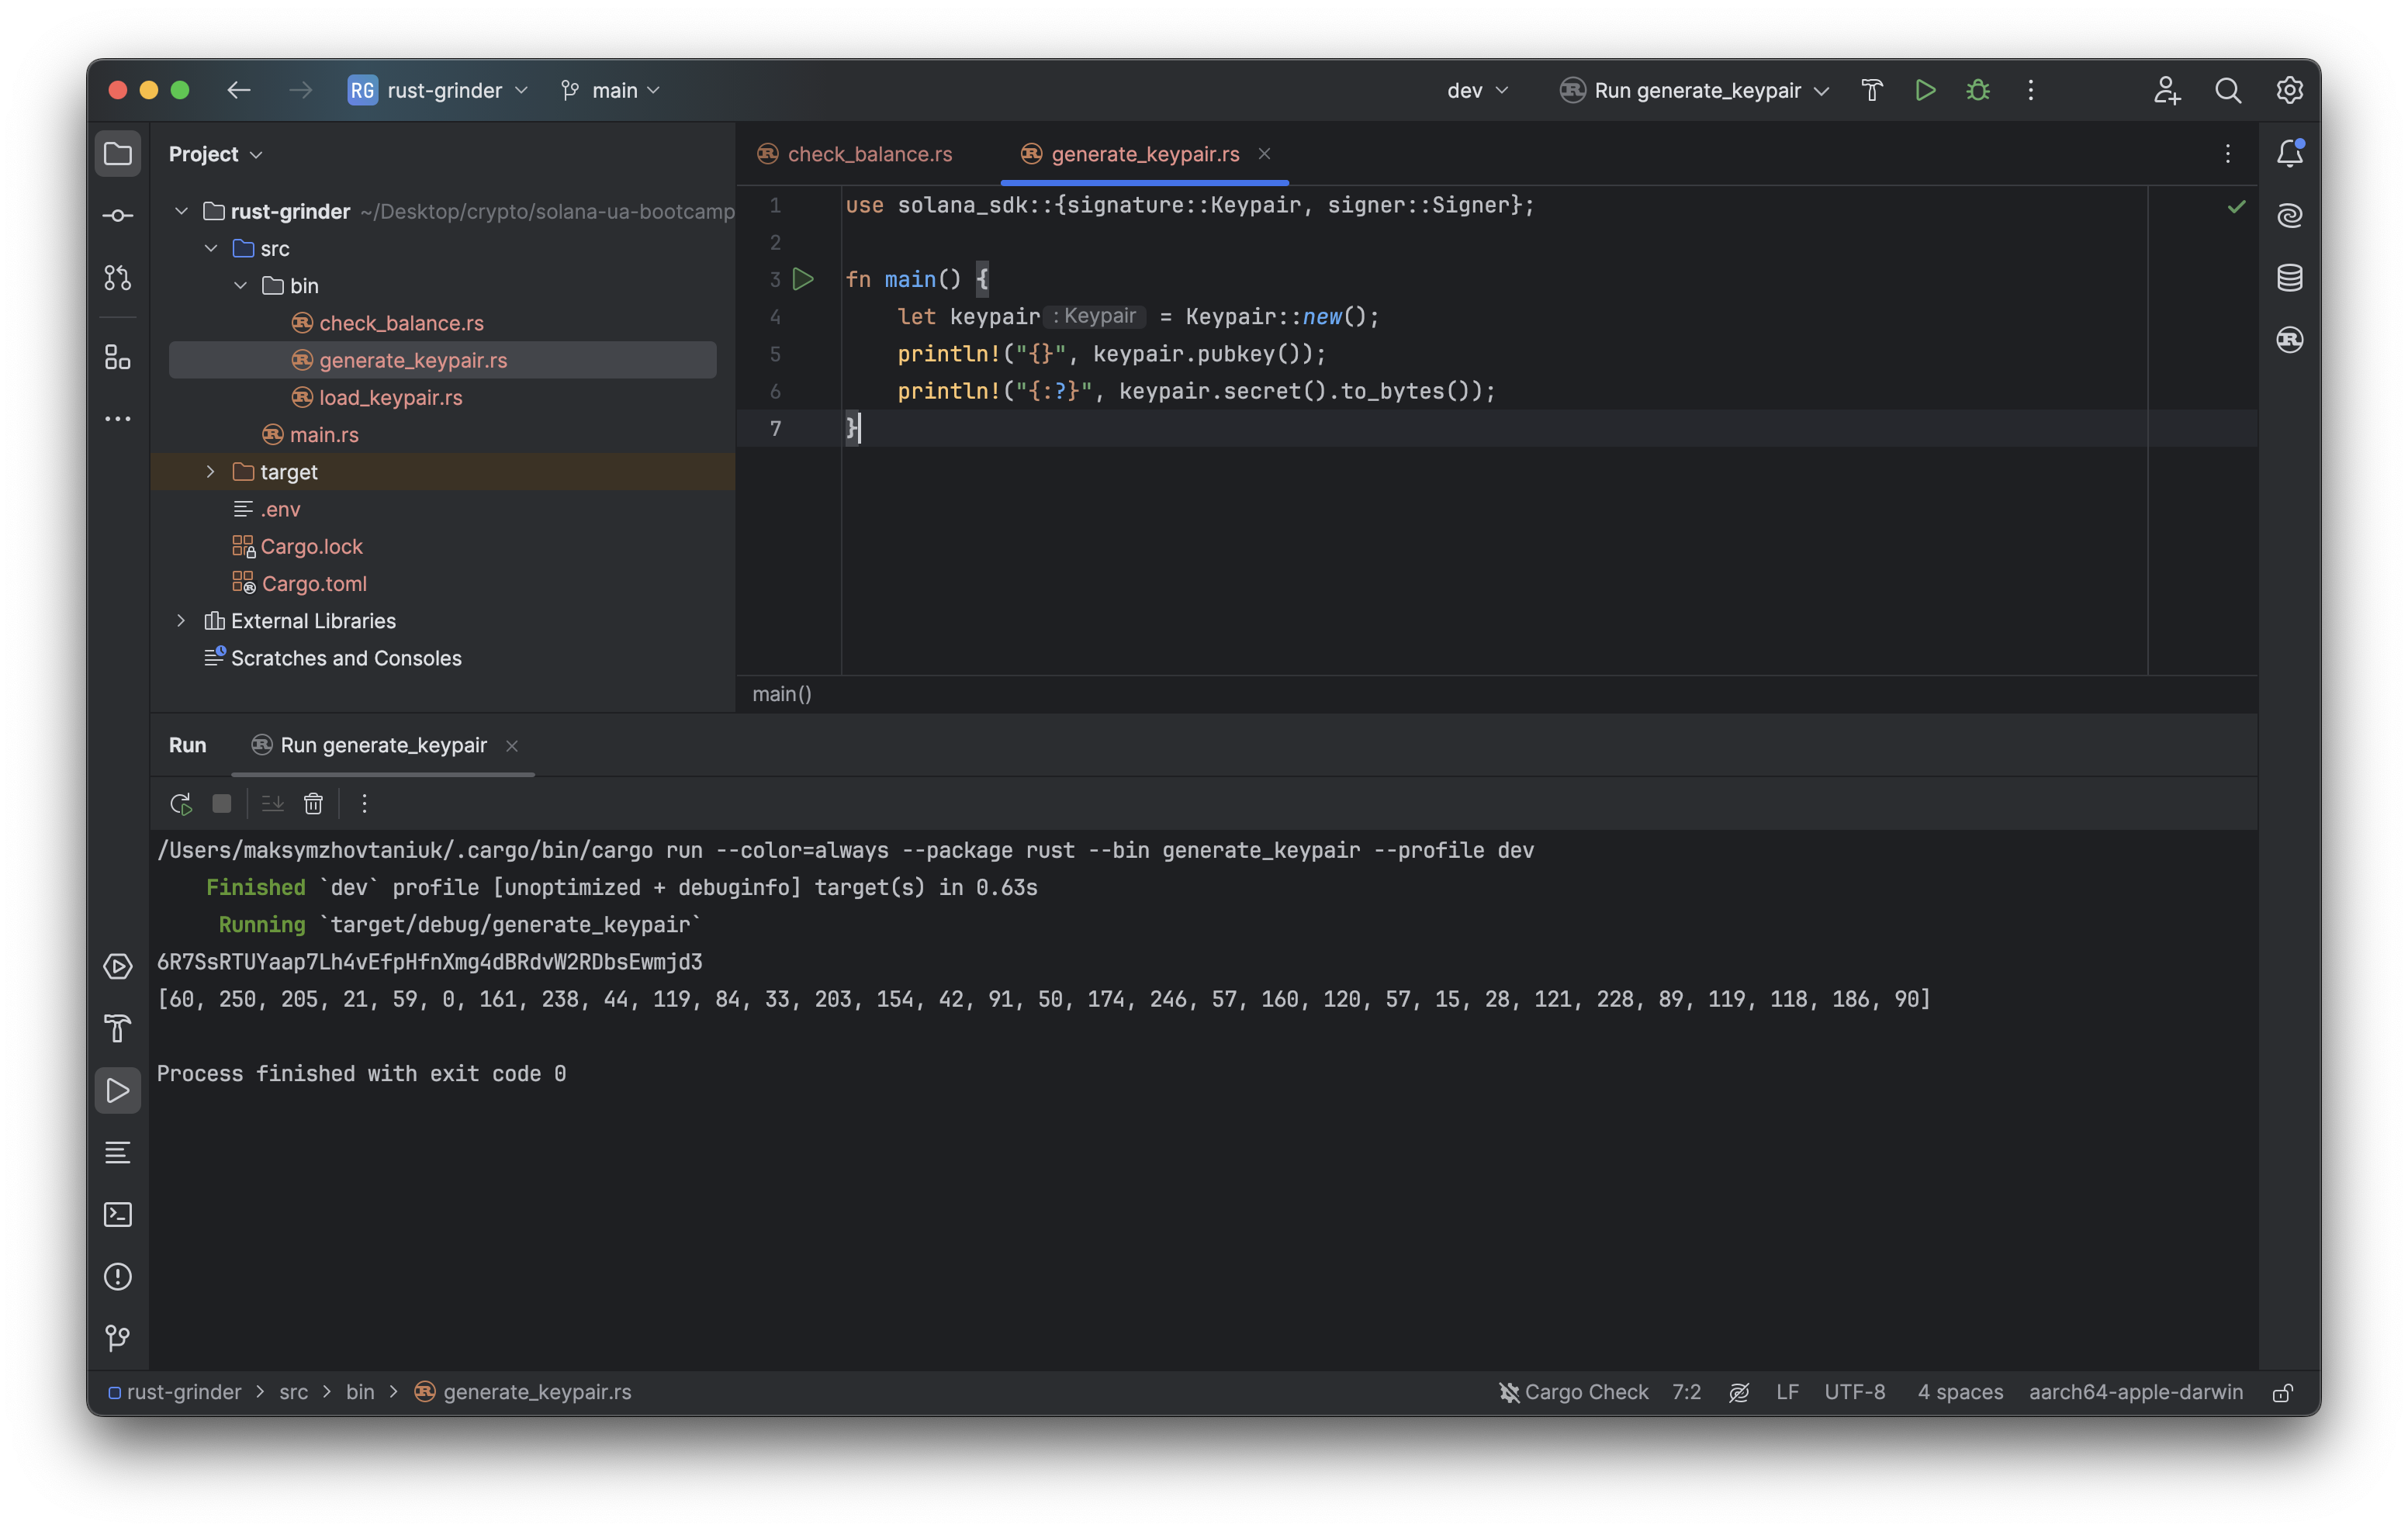 RG rust-grinder main dev Run generate_keypair
Project
rust-grinder ~/Desktop/crypto/solana-ua-bootcamp
src
bin
check_balance.rs
generate_keypair.rs
load_keypair.rs
main.rs
target
.env
Cargo.lock
Cargo.toml
External Libraries
Scratches and Consoles
check_balance.rs generate_keypair.rs
1 use solana_sdk::{signature::Keypair, signer::Signer};
2
3 fn main() {
4 let keypair : Keypair = Keypair::new();
5 println!("{}", keypair.pubkey());
6 println!("{:?}", keypair.secret().to_bytes());
7 }
main()
Run Run generate_keypair
/Users/maksymzhovtaniuk/.cargo/bin/cargo run --color=always --package rust --bin generate_keypair --profile dev
Finished `dev` profile [unoptimized + debuginfo] target(s) in 0.63s
Running `target/debug/generate_keypair`
6R7SsRTUYaap7Lh4vEfpHfnXmg4dBRdvW2RDbsEwmjd3
[60, 250, 205, 21, 59, 0, 161, 238, 44, 119, 84, 33, 203, 154, 42, 91, 50, 174, 246, 57, 160, 120, 57, 15, 28, 121, 228, 89, 119, 118, 186, 90]
Process finished with exit code 0
rust-grinder > src > bin > generate_keypair.rs
Cargo Check 7:2 LF UTF-8 4 spaces aarch64-apple-darwin